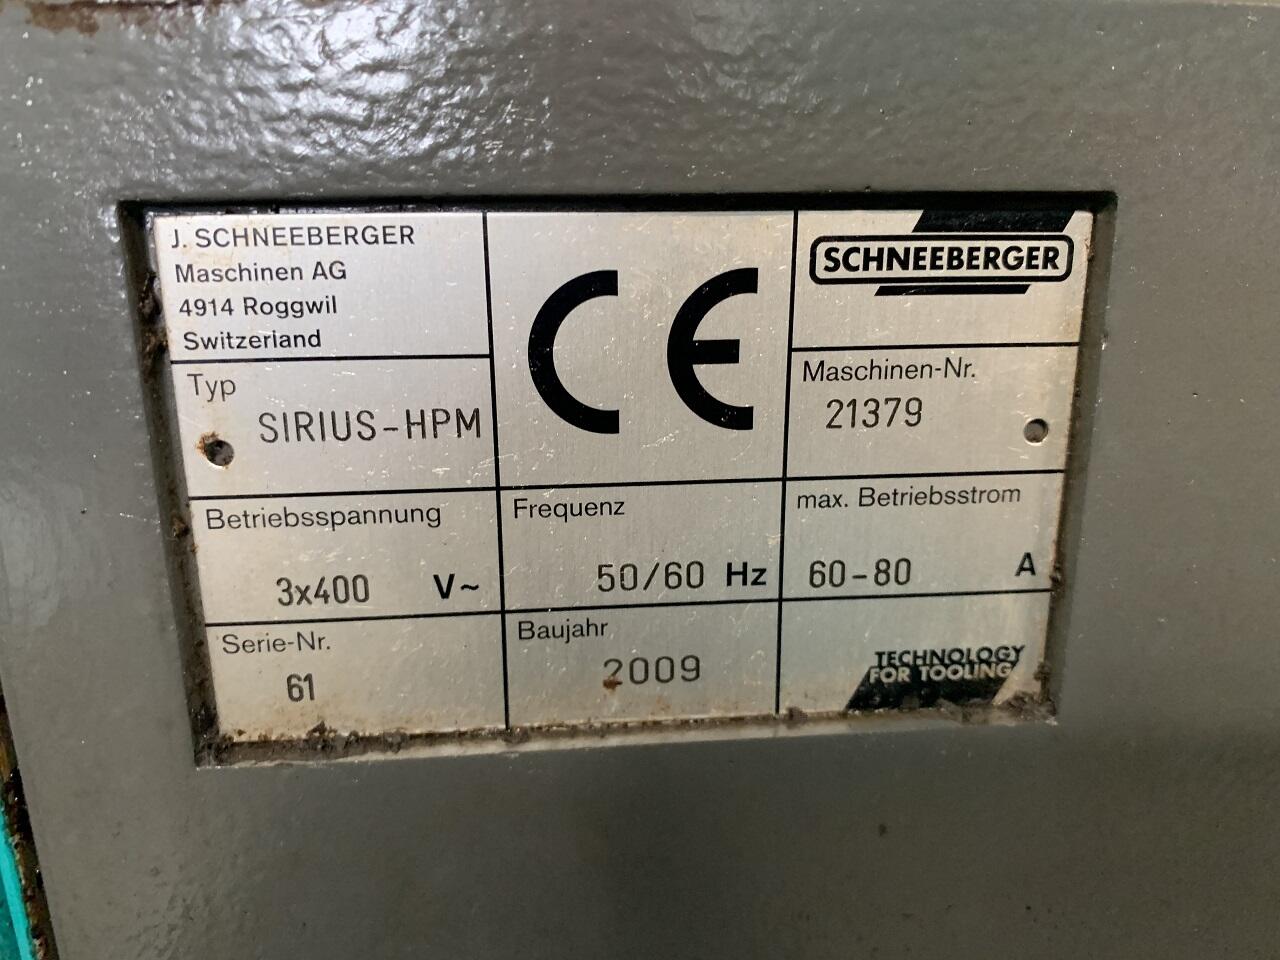 J. SCHNEEBERGER
Maschinen AG
4914 Roggwil
Switzerland
CE
SCHNEEBERGER
Typ
SIRIUS-HPM
Maschinen-Nr.
21379
Betriebsspannung
3x400 V~
Frequenz
50/60 Hz
max. Betriebsstrom
60-80 A
Serie-Nr.
61
Baujahr
2009
TECHNOLOGY
FOR TOOLING